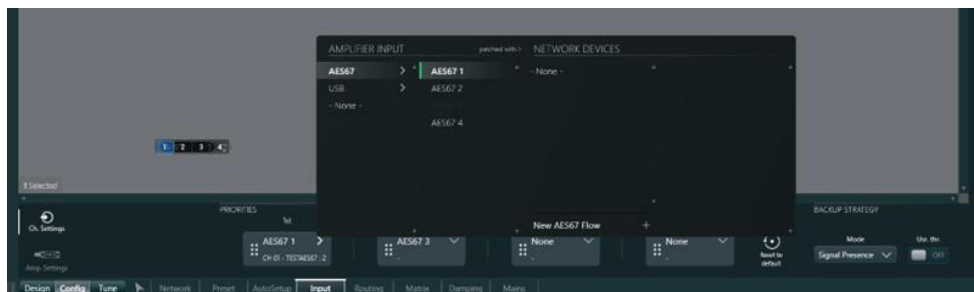 AMPLIFIER INPUT patched with > NETWORK DEVICES
AES67 > AES67 1 - None -
USB > AES67 2
- None -
AES67 4
1 2 3 4
1 Selected
New AES67 Flow +
PRIORITIES BACKUP STRATEGY
1st
Ch. Settings
AES67 1 AES67 3 None None Mode Use. thr.
CH 01 - TESTAES67 : 2 - - - Reset to default Signal Presence OFF
Amp. Settings
Design Config Tune Network Preset AutoSetup Input Routing Matrix Damping Mains